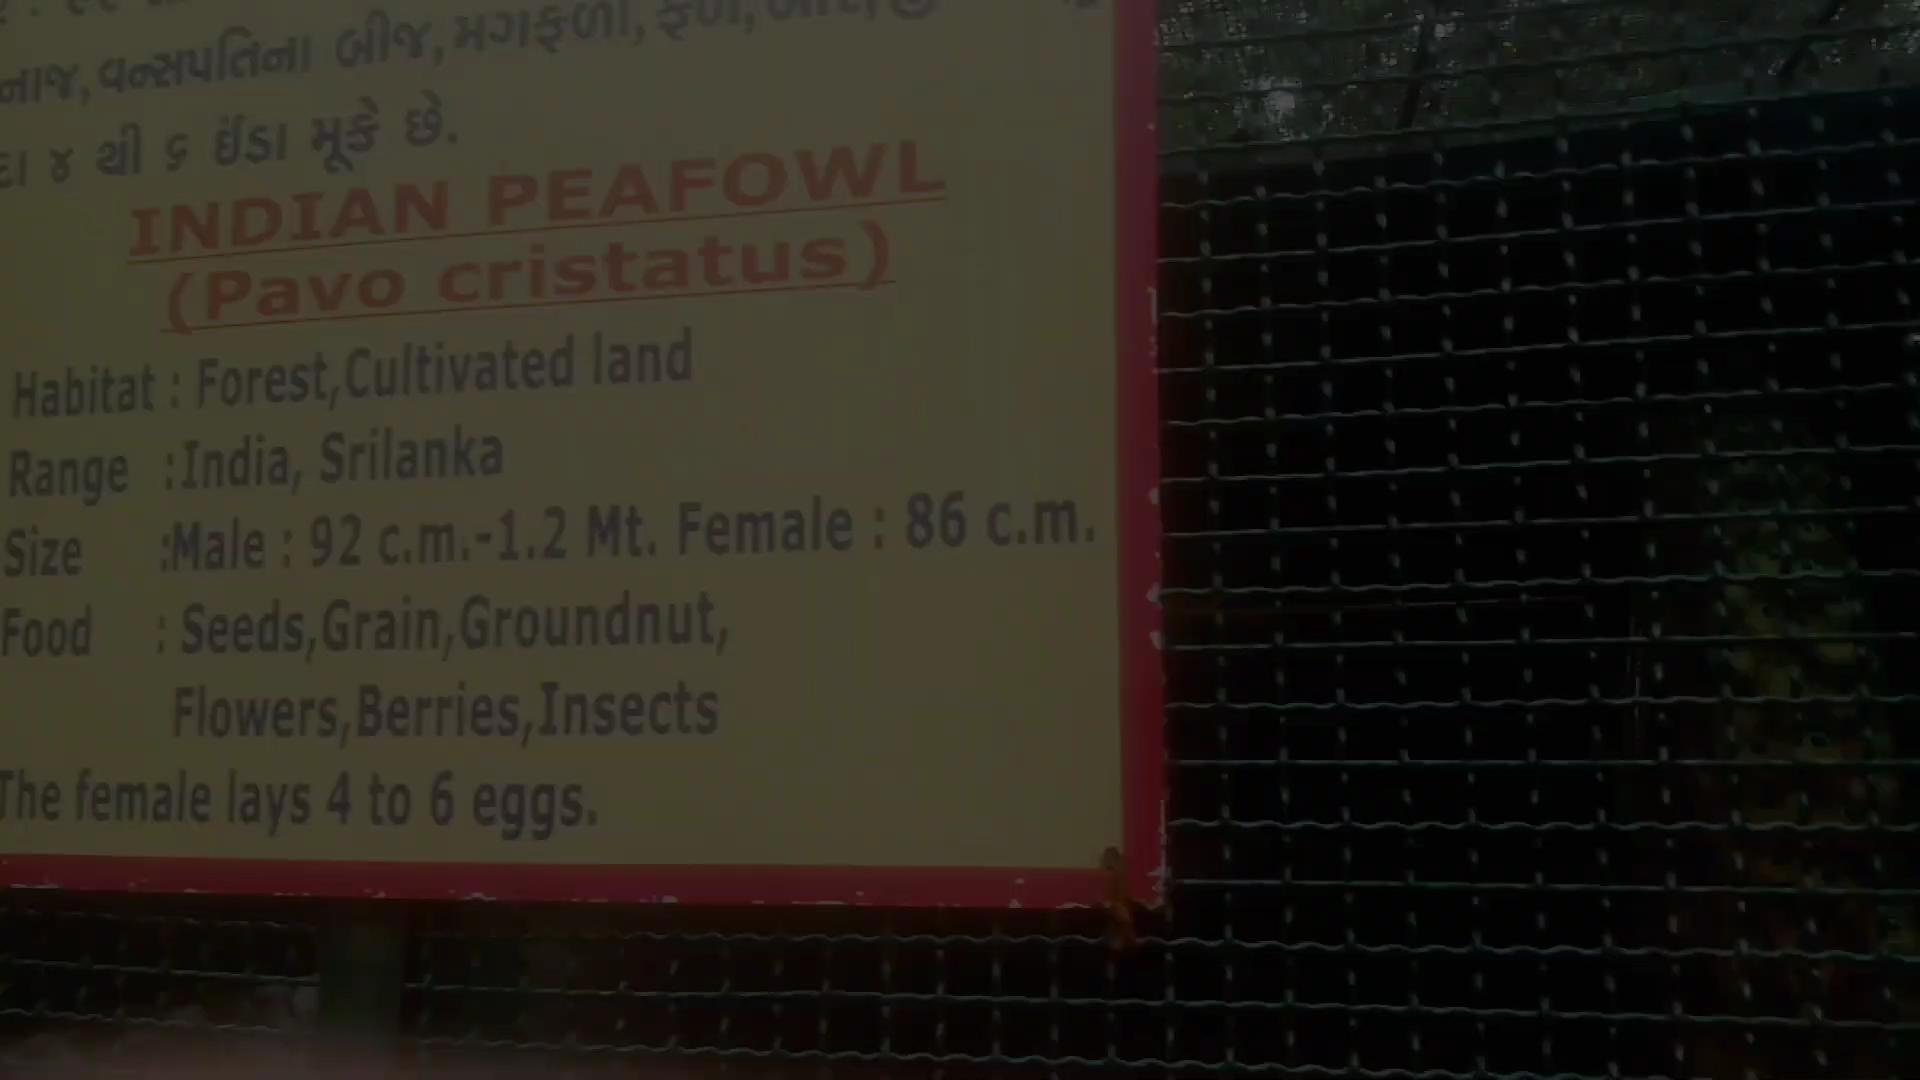 નાજ, વનસ્પતિના બીજ, મગફળી, ફળ,
૪ થી ૬ ઈંડા મૂકે છે.
INDIAN PEAFOWL
(Pavo cristatus)
Habitat : Forest,Cultivated land
Range :India, Srilanka
Size :Male : 92 c.m.-1.2 Mt. Female : 86 c.m.
Food : Seeds,Grain,Groundnut,
Flowers,Berries,Insects
The female lays 4 to 6 eggs.